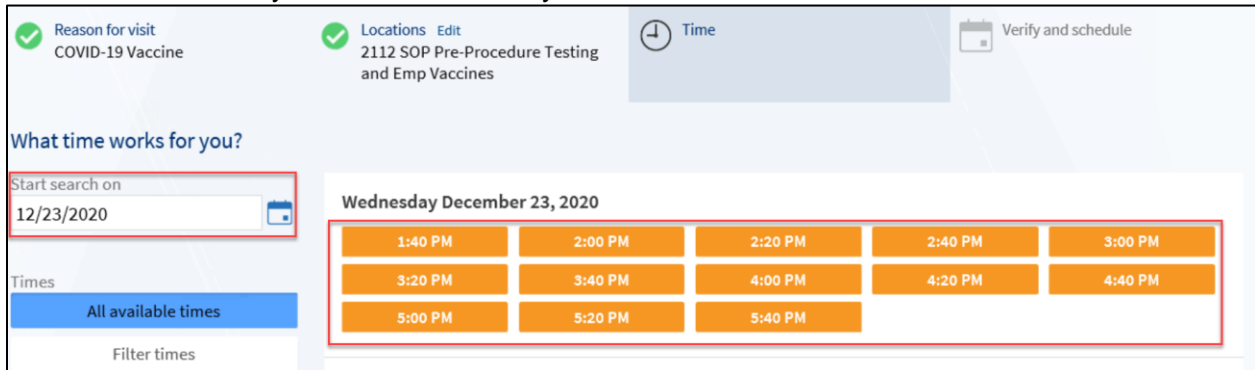 Reason for visit
COVID-19 Vaccine
Locations Edit
2112 SOP Pre-Procedure Testing
and Emp Vaccines
Time
Verify and schedule
What time works for you?
Start search on
12/23/2020
Times
All available times
Filter times
Wednesday December 23, 2020
1:40 PM 2:00 PM 2:20 PM 2:40 PM 3:00 PM
3:20 PM 3:40 PM 4:00 PM 4:20 PM 4:40 PM
5:00 PM 5:20 PM 5:40 PM